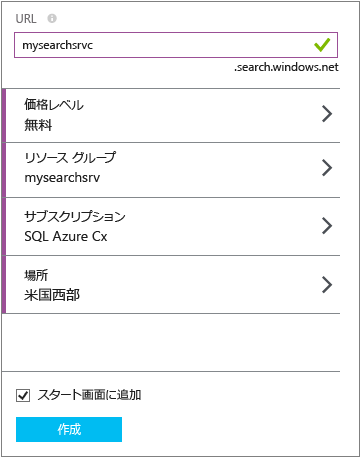 URL
mysearchsrvc
.search.windows.net
価格レベル
無料
リソース グループ
mysearchsrv
サブスクリプション
SQL Azure Cx
場所
米国西部
スタート画面に追加
作成